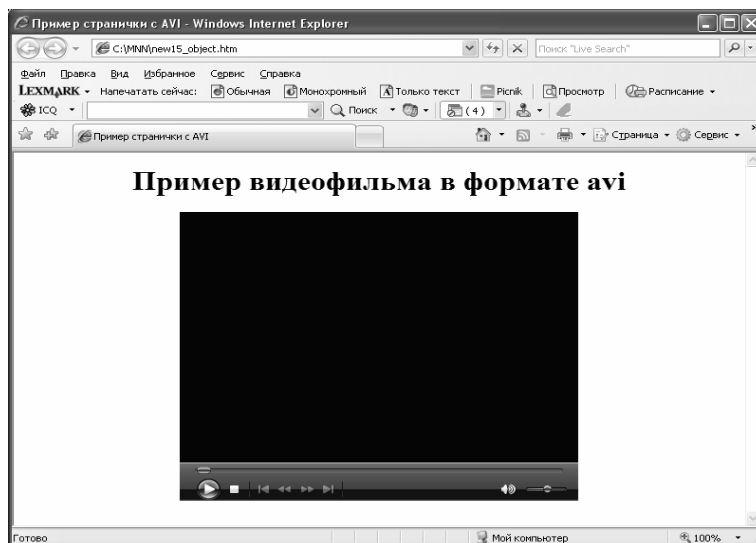 Пример странички с AVI - Windows Internet Explorer
C:\MNN\new15_object.htm
Поиск "Live Search"
Файл Правка Вид Избранное Сервис Справка
LEXMARK Напечатать сейчас: Обычная Монохромный Только текст Picnik Просмотр Расписание
ICQ Поиск (4)
Пример странички с AVI Страница Сервис »
Пример видеофильма в формате avi
Готово Мой компьютер 100%